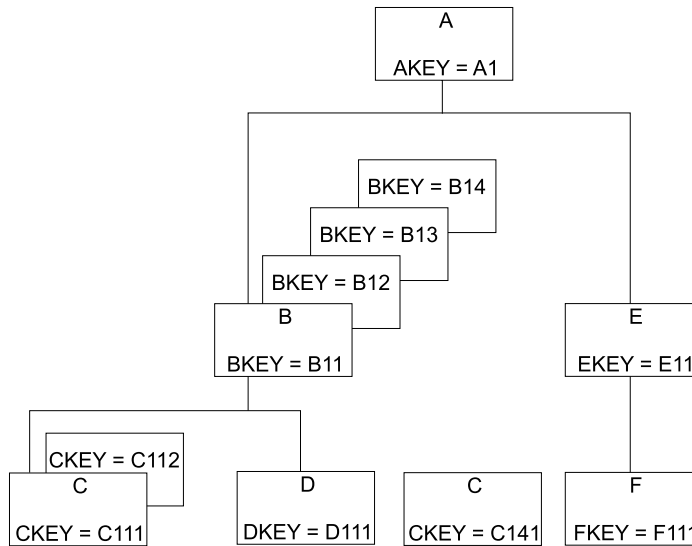 A
AKEY = A1
BKEY = B14
BKEY = B13
BKEY = B12
B
BKEY = B11
E
EKEY = E11
CKEY = C112
C
CKEY = C111
D
DKEY = D111
C
CKEY = C141
F
FKEY = F111